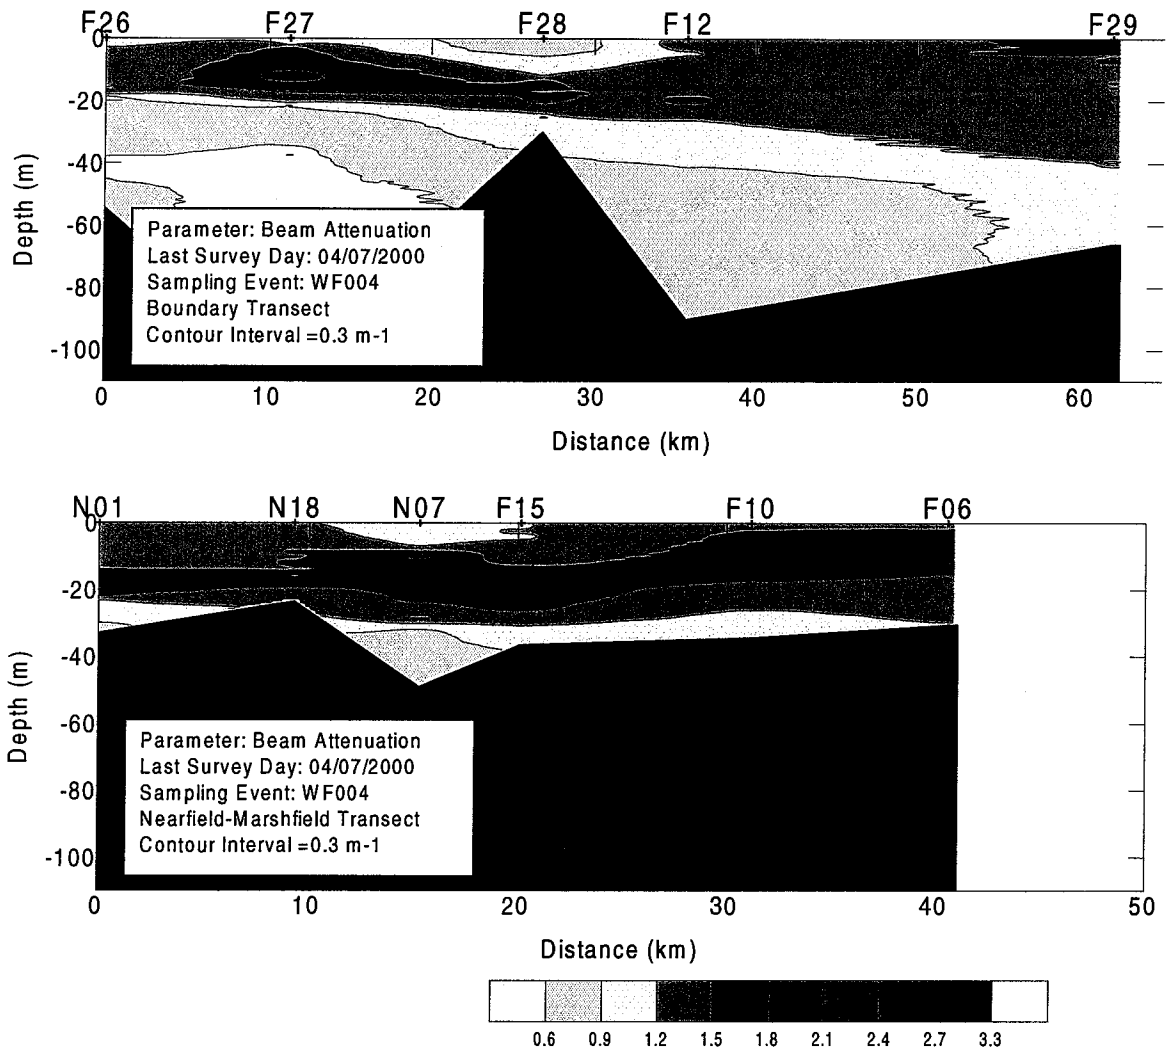 F26 F27 F28 F12 F29
0
-20
-40
-60
-80
-100
Depth (m)
Parameter: Beam Attenuation
Last Survey Day: 04/07/2000
Sampling Event: WF004
Boundary Transect
Contour Interval =0.3 m-1
0 10 20 30 40 50 60
Distance (km)
N01 N18 N07 F15 F10 F06
0
-20
-40
-60
-80
-100
Depth (m)
Parameter: Beam Attenuation
Last Survey Day: 04/07/2000
Sampling Event: WF004
Nearfield-Marshfield Transect
Contour Interval =0.3 m-1
0 10 20 30 40 50
Distance (km)
0.6 0.9 1.2 1.5 1.8 2.1 2.4 2.7 3.3